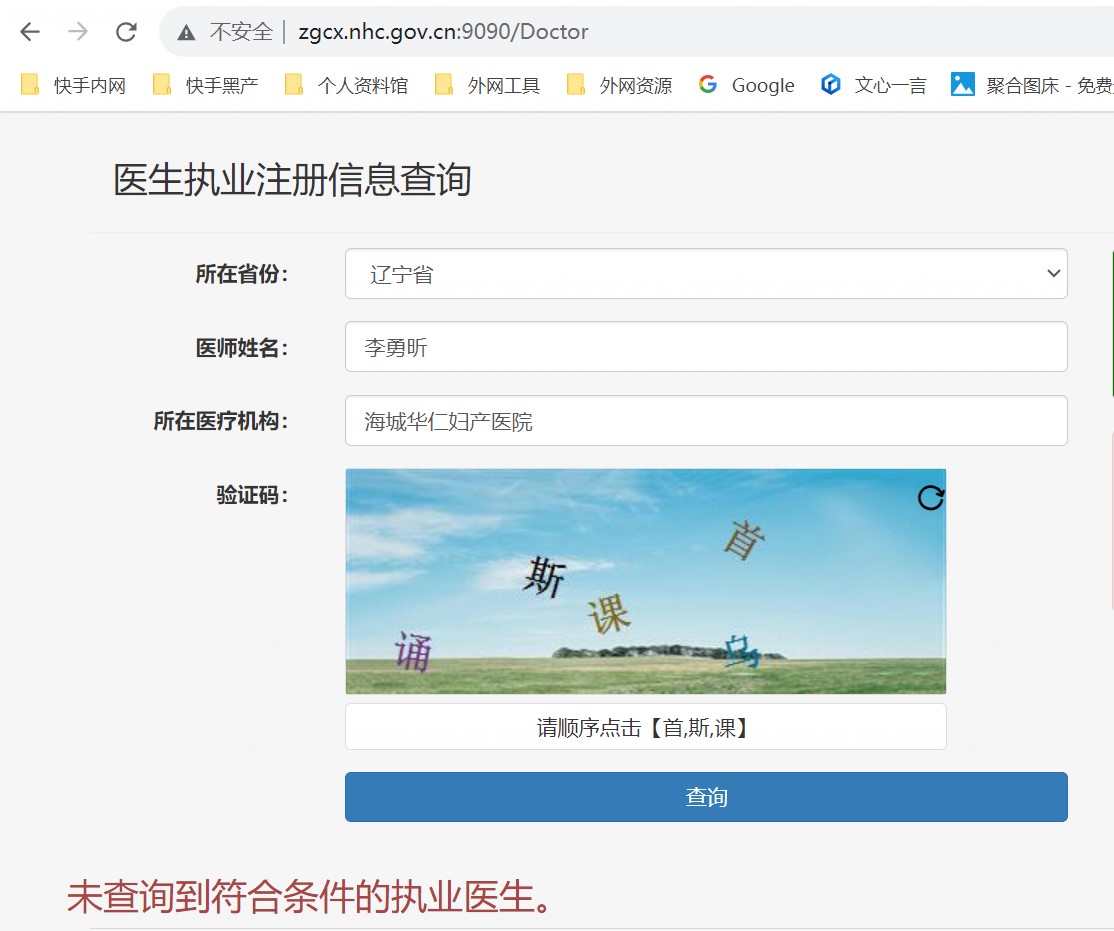 不安全 zgcx.nhc.gov.cn:9090/Doctor
快手内网 快手黑产 个人资料馆 外网工具 外网资源 Google 文心一言 聚合图床 - 免费
医生执业注册信息查询
所在省份: 辽宁省
医师姓名: 李勇昕
所在医疗机构: 海城华仁妇产医院
验证码:
首
斯
课
诵
乌
请顺序点击【首,斯,课】
查询
未查询到符合条件的执业医生。